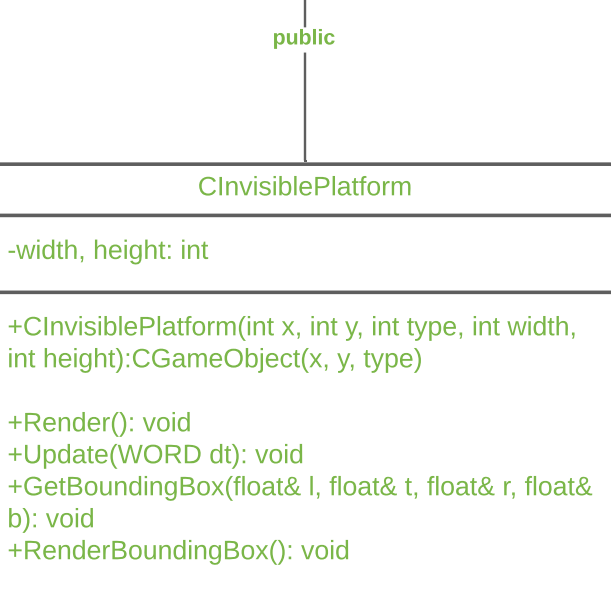 public
CInvisiblePlatform
-width, height: int
+CInvisiblePlatform(int x, int y, int type, int width,
int height):CGameObject(x, y, type)
+Render(): void
+Update(WORD dt): void
+GetBoundingBox(float& l, float& t, float& r, float&
b): void
+RenderBoundingBox(): void